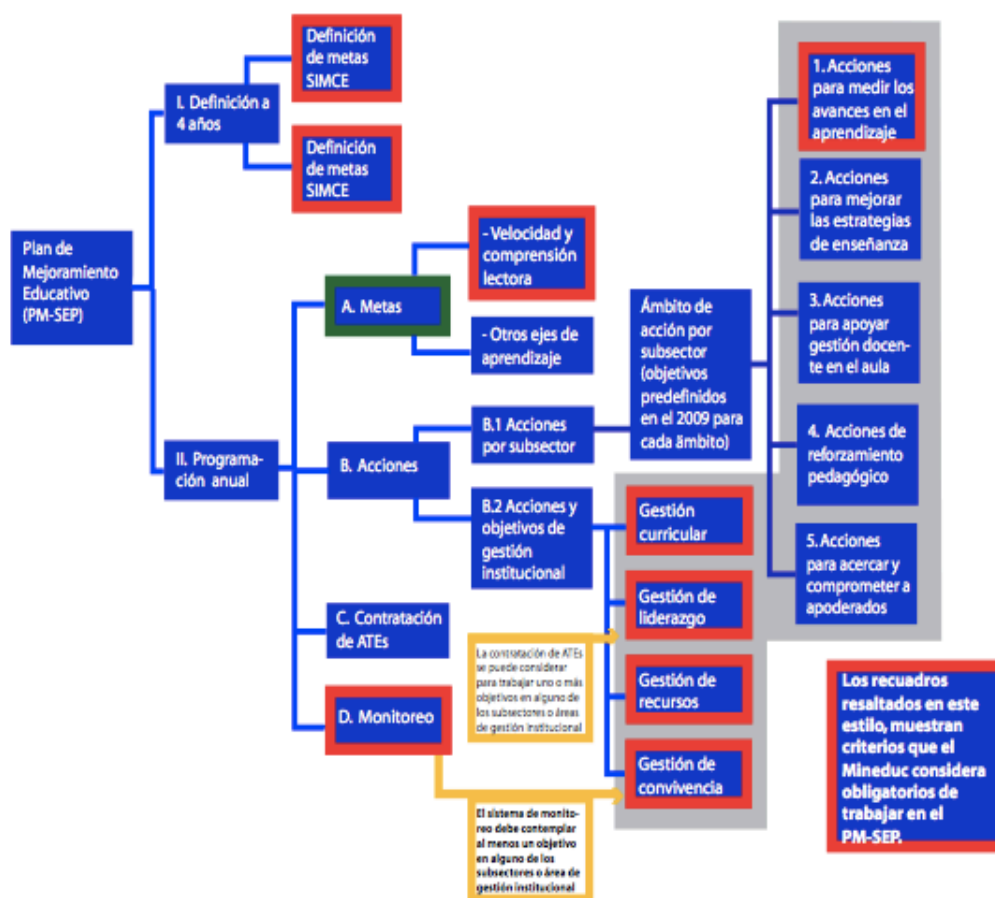 Plan de
Mejoramiento
Educativo
(PM-SEP)
I. Definición a
4 años
Definición
de metas
SIMCE
Definición
de metas
SIMCE
II. Programa-
ción anual
A. Metas
- Velocidad y
comprensión
lectora
- Otros ejes de
aprendizaje
B. Acciones
B.1 Acciones
por subsector
Ámbito de
acción por
subsector
(objetivos
predefinidos
en el 2009 para
cada ámbito)
1. Acciones
para medir los
avances en el
aprendizaje
2. Acciones
para mejorar
las estrategias
de enseñanza
3. Acciones
para apoyar
gestión docen-
te en el aula
4. Acciones de
reforzamiento
pedagógico
5. Acciones
para acercar y
comprometer a
apoderados
B.2 Acciones y
objetivos de
gestión
institucional
Gestión
curricular
Gestión de
liderazgo
Gestión de
recursos
Gestión de
convivencia
C. Contratación
de ATEs
La contratación de ATEs
se puede considerar
para trabajar uno o más
objetivos en alguno de
los subsectores o áreas
de gestión institucional
D. Monitoreo
El sistema de monito-
reo debe contemplar
al menos un objetivo
en alguno de los
subsectores o área de
gestión institucional
Los recuadros
resaltados en este
estilo, muestran
criterios que el
Mineduc considera
obligatorios de
trabajar en el
PM-SEP.